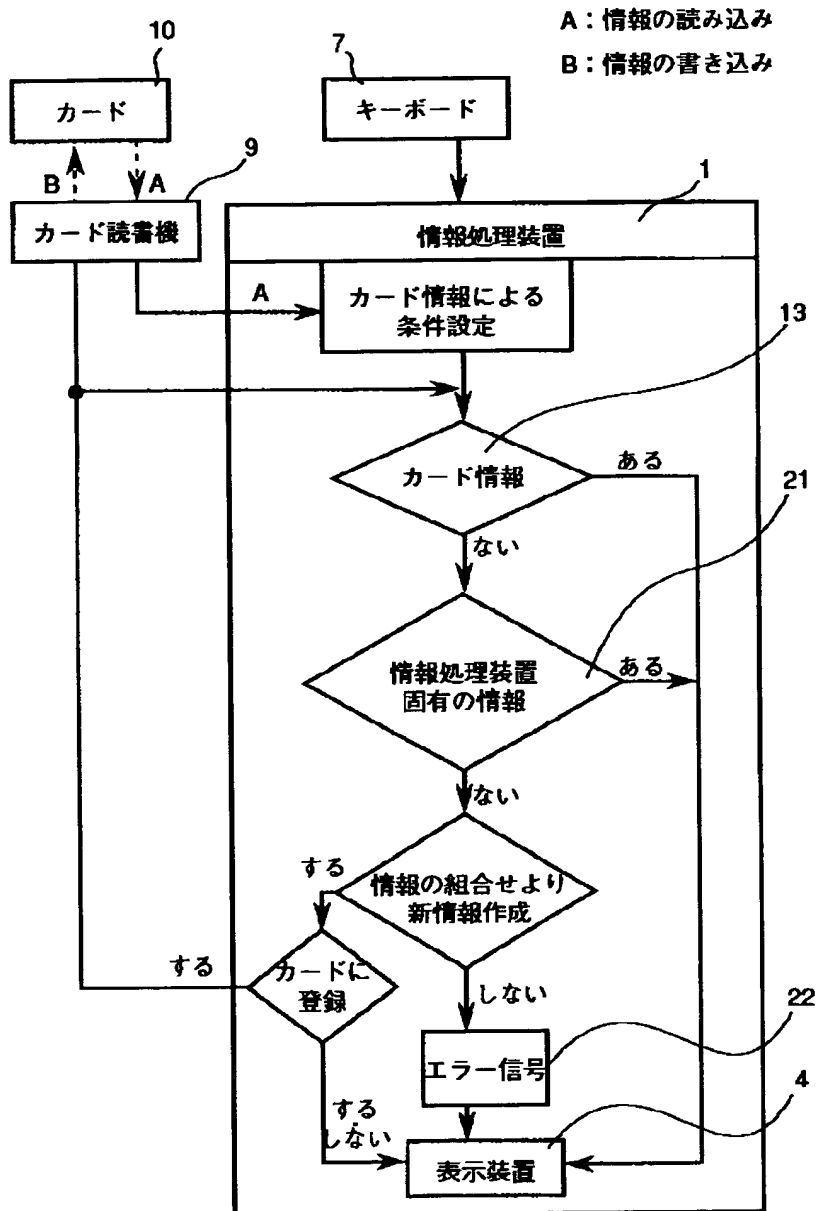 A：情報の読み込み
B：情報の書き込み
10
カード
7
キーボード
B
A
9
カード読書機
1
情報処理装置
A
カード情報による
条件設定
13
カード情報
ある
ない
21
情報処理装置
固有の情報
ある
ない
する
情報の組合せより
新情報作成
する
カードに
登録
しない
22
エラー信号
する
・
しない
4
表示装置